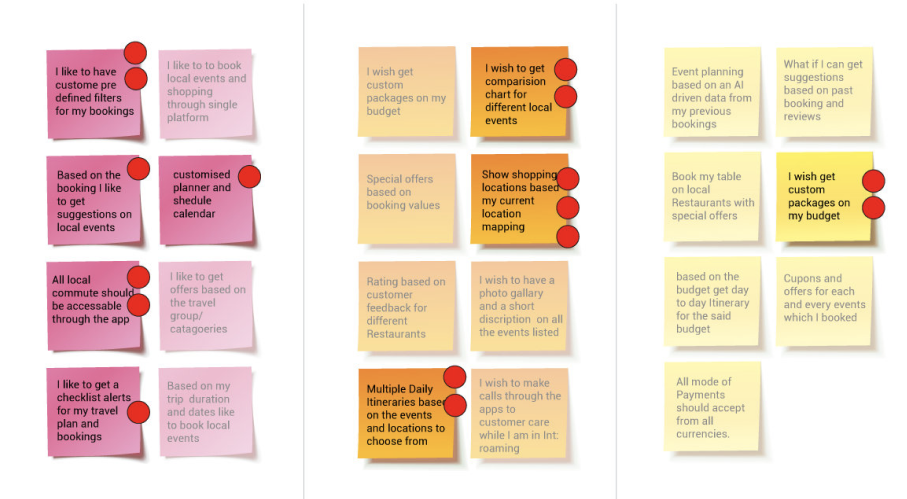 I like to have
custome pre
defined filters
for my bookings
I like to to book
local events and
shopping
through single
platform
Based on the
booking I like
to get
suggestions on
local events
customised
planner and
shedule
calendar
All local
commute should
be accessable
through the app
I like to get
offers based on
the travel
group/
catagoeries
I like to get a
checklist alerts
for my travel
plan and
bookings
Based on my
trip duration
and dates like
to book local
events
I wish get
custom
packages on my
budget
I wish to get
comparision
chart for
different local
events
Special offers
based on
booking values
Show shopping
locations based
my current
location
mapping
Rating based on
customer
feedback for
different
Restaurants
I wish to have a
photo gallary
and a short
discription on all
the events listed
Multiple Daily
Itineraries based
on the events
and locations to
choose from
I wish to make
calls through the
apps to
customer care
while I am in Int:
roaming
Event planning
based on an AI
driven data from
my previous
bookings
What if I can get
suggestions
based on past
booking and
reviews
Book my table
on local
Restaurants with
special offers
I wish get
custom
packages on
my budget
based on the
budget get day
to day Itinerary
for the said
budget
Cupons and
offers for each
and every events
which I booked
All mode of
Payments
should accept
from all
currencies.